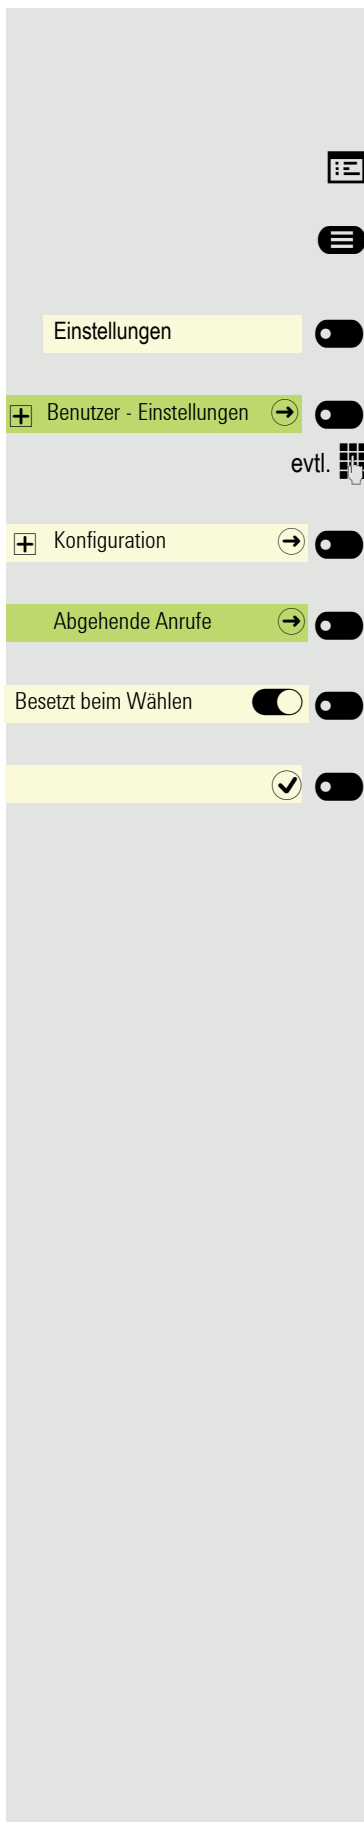 Einstellungen
Benutzer - Einstellungen
evtl.
Konfiguration
Abgehende Anrufe
Besetzt beim Wählen